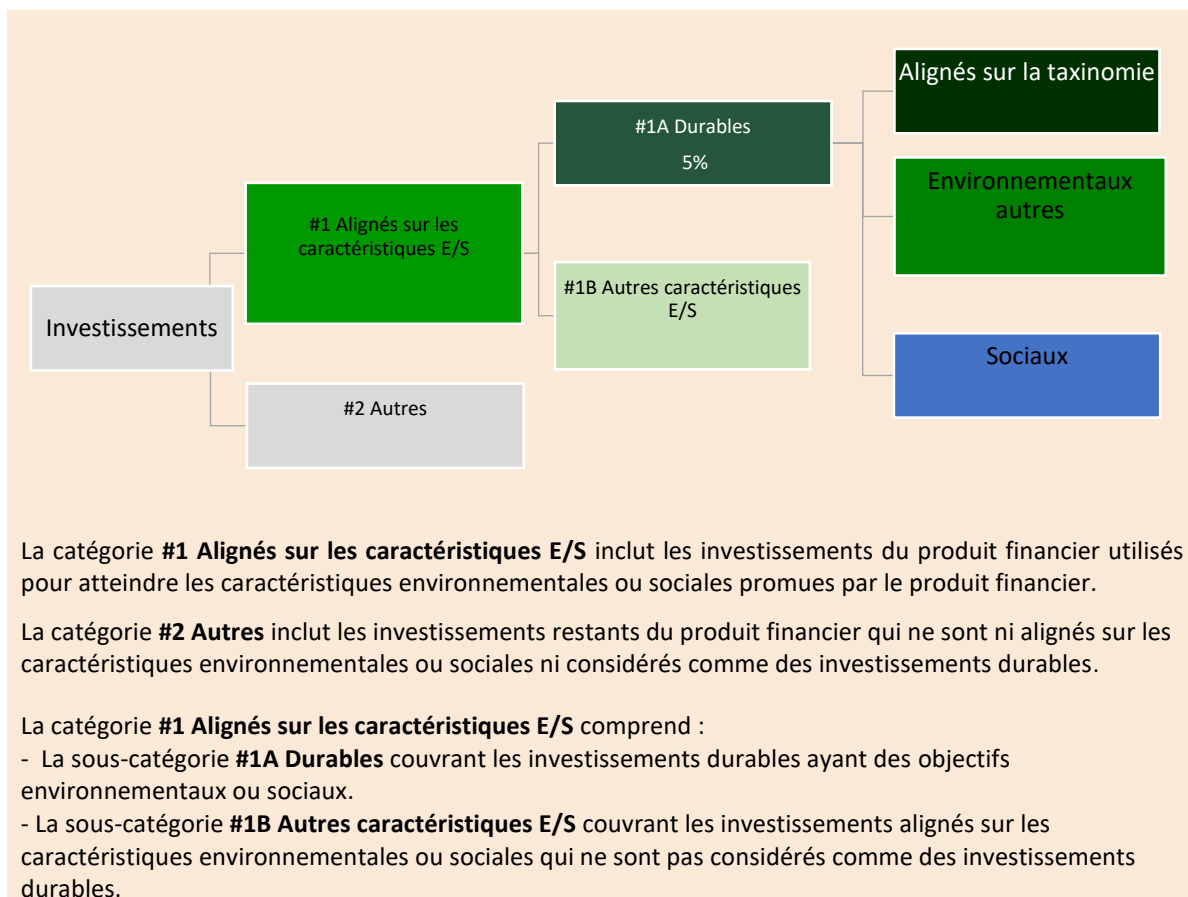 Alignés sur la taxinomie
#1A Durables
5%
Environnementaux
autres
#1 Alignés sur les
caractéristiques E/S
#1B Autres caractéristiques
E/S
Investissements
Sociaux
#2 Autres
La catégorie #1 Alignés sur les caractéristiques E/S inclut les investissements du produit financier utilisés
pour atteindre les caractéristiques environnementales ou sociales promues par le produit financier.
La catégorie #2 Autres inclut les investissements restants du produit financier qui ne sont ni alignés sur les
caractéristiques environnementales ou sociales ni considérés comme des investissements durables.
La catégorie #1 Alignés sur les caractéristiques E/S comprend :
- La sous-catégorie #1A Durables couvrant les investissements durables ayant des objectifs
environnementaux ou sociaux.
- La sous-catégorie #1B Autres caractéristiques E/S couvrant les investissements alignés sur les
caractéristiques environnementales ou sociales qui ne sont pas considérés comme des investissements
durables.